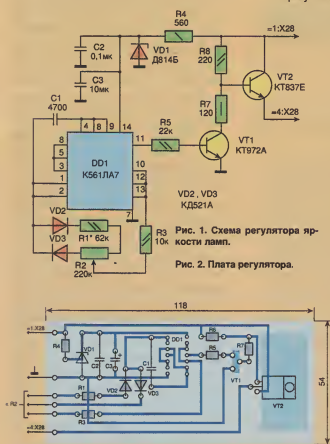 R4
560
=1:X28
C2
0,1мк
VD1
Д814Б
R8
220
VT2
КТ837Е
C3
10мк
R7
120
=4:X28
C1
4700
4 8 9 14
R5
22к
11
VT1
КТ972А
8
5
3
1
2
DD1
К561ЛА7
10
12
13
7
VD2, VD3
КД521А
VD2
VD3
R1* 62к
R2
220к
R3
10к
Рис. 1. Схема регулятора яр-
кости ламп.
Рис. 2. Плата регулятора.
118
=1:X28
R4
VD1
C2
C3
+
C1
DD1
R8
R5
R7
VT1
VT2
54
к R2
R1
R3
VD2
VD3
=4:X28